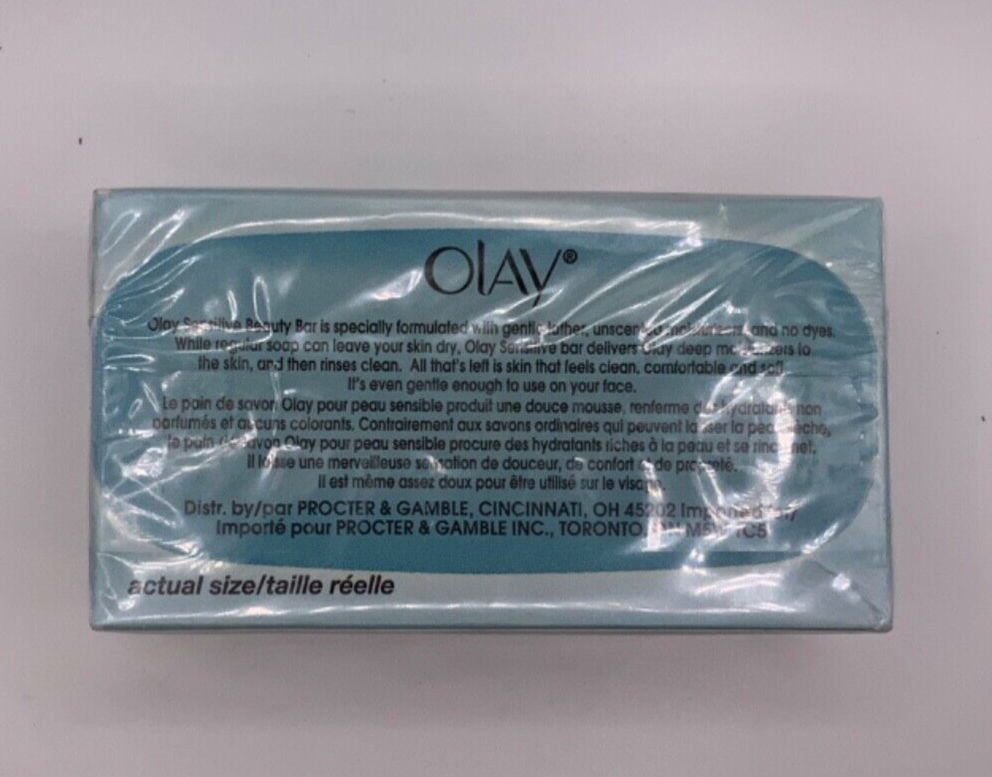 OLAY®
Olay Sensitive Beauty Bar is specially formulated with gentle lather, unscented moisturizers and no dyes.
While regular soap can leave your skin dry, Olay Sensitive bar delivers Olay deep moisturizers to
the skin, and then rinses clean. All that's left is skin that feels clean, comfortable and soft.
It's even gentle enough to use on your face.
Le pain de savon Olay pour peau sensible produit une douce mousse, renferme des hydratants non
parfumés et aucuns colorants. Contrairement aux savons ordinaires qui peuvent laisser la peau sèche,
le pain de savon Olay pour peau sensible procure des hydratants riches à la peau et se rince net.
Il laisse une merveilleuse sensation de douceur, de confort et de propreté.
Il est même assez doux pour être utilisé sur le visage.
Distr. by/par PROCTER & GAMBLE, CINCINNATI, OH 45202 Imported for/
Importé pour PROCTER & GAMBLE INC., TORONTO, ON M5W 1C5
actual size/taille réelle